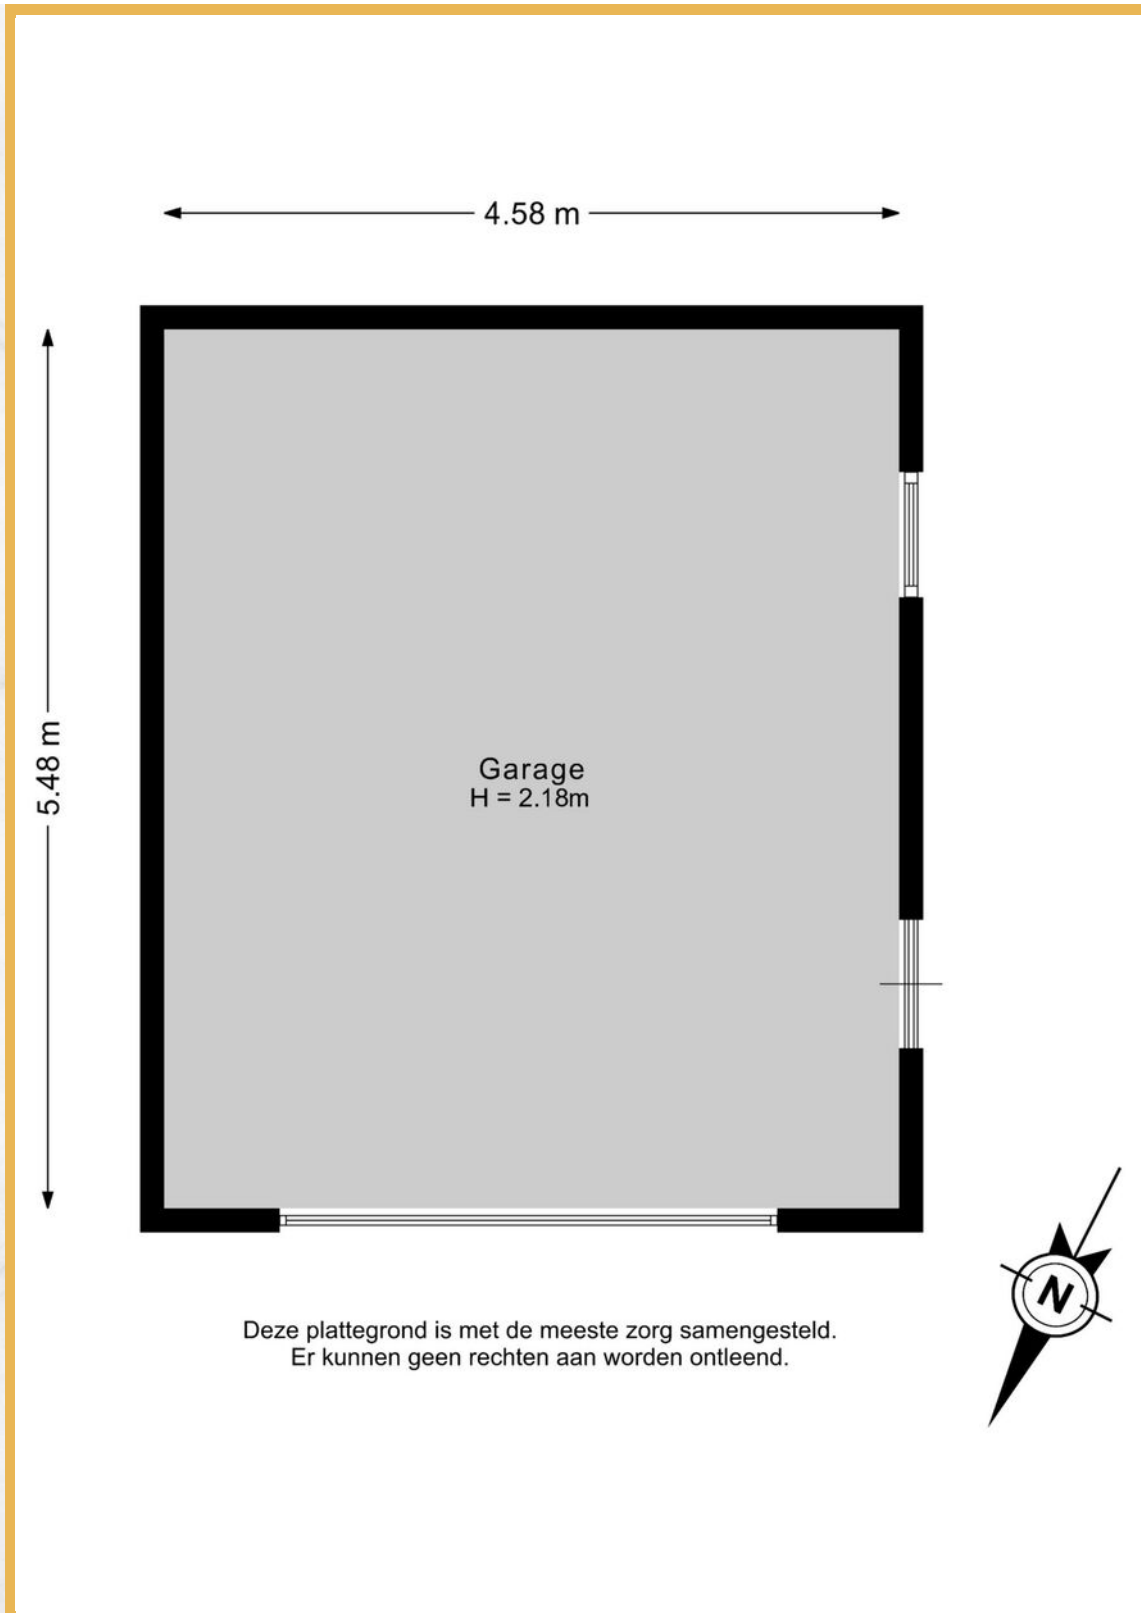 4.58 m
5.48 m
Garage
H = 2.18m
N
Deze plattegrond is met de meeste zorg samengesteld.
Er kunnen geen rechten aan worden ontleend.